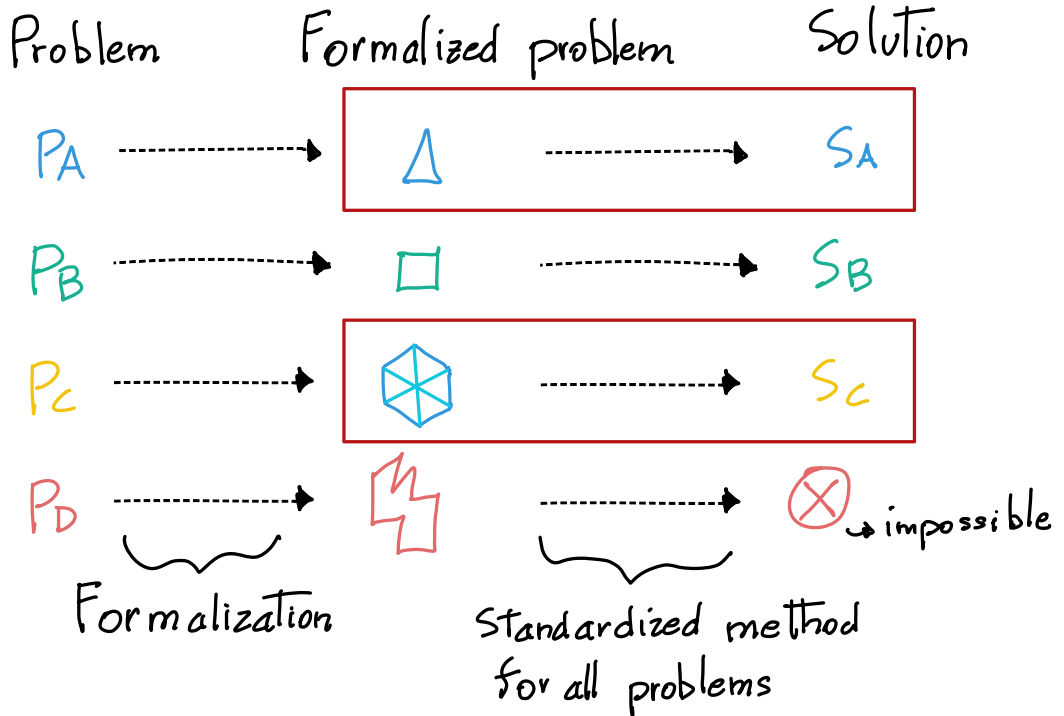 Problem Formalized problem Solution
PA SA
PB SB
PC SC
PD
impossible
Formalization
Standardized method
for all problems